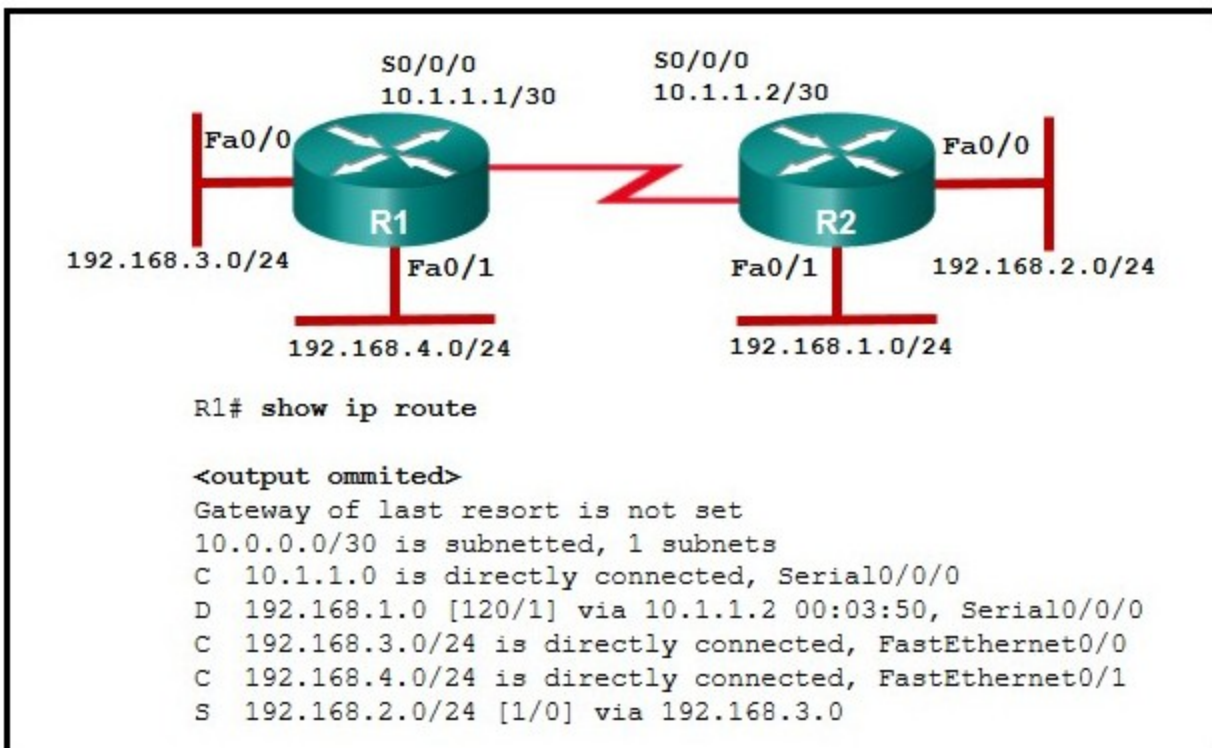 S0/0/0
10.1.1.1/30
S0/0/0
10.1.1.2/30
Fa0/0
Fa0/0
R1
R2
192.168.3.0/24
Fa0/1
Fa0/1
192.168.2.0/24
192.168.4.0/24
192.168.1.0/24
R1# show ip route
<output ommited>
Gateway of last resort is not set
10.0.0.0/30 is subnetted, 1 subnets
C 10.1.1.0 is directly connected, Serial0/0/0
D 192.168.1.0 [120/1] via 10.1.1.2 00:03:50, Serial0/0/0
C 192.168.3.0/24 is directly connected, FastEthernet0/0
C 192.168.4.0/24 is directly connected, FastEthernet0/1
S 192.168.2.0/24 [1/0] via 192.168.3.0